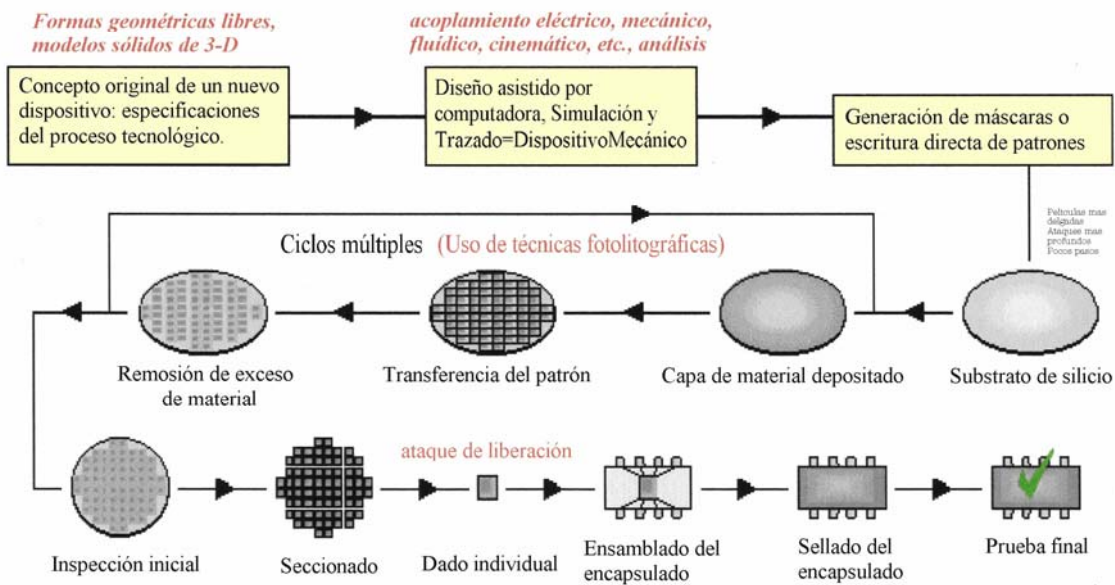 Formas geométricas libres,
modelos sólidos de 3-D
acoplamiento eléctrico, mecánico,
fluídico, cinemático, etc., análisis
Concepto original de un nuevo
dispositivo: especificaciones
del proceso tecnológico.
Diseño asistido por
computadora, Simulación y
Trazado=DispositivoMecánico
Generación de máscaras o
escritura directa de patrones
Peliculas mas
delgadas
Ataques mas
profundos
Pocos pasos
Ciclos múltiples (Uso de técnicas fotolitográficas)
Remosión de exceso
de material
Transferencia del patrón
Capa de material depositado
Substrato de silicio
ataque de liberación
Inspección inicial
Seccionado
Dado individual
Ensamblado del
encapsulado
Sellado del
encapsulado
Prueba final